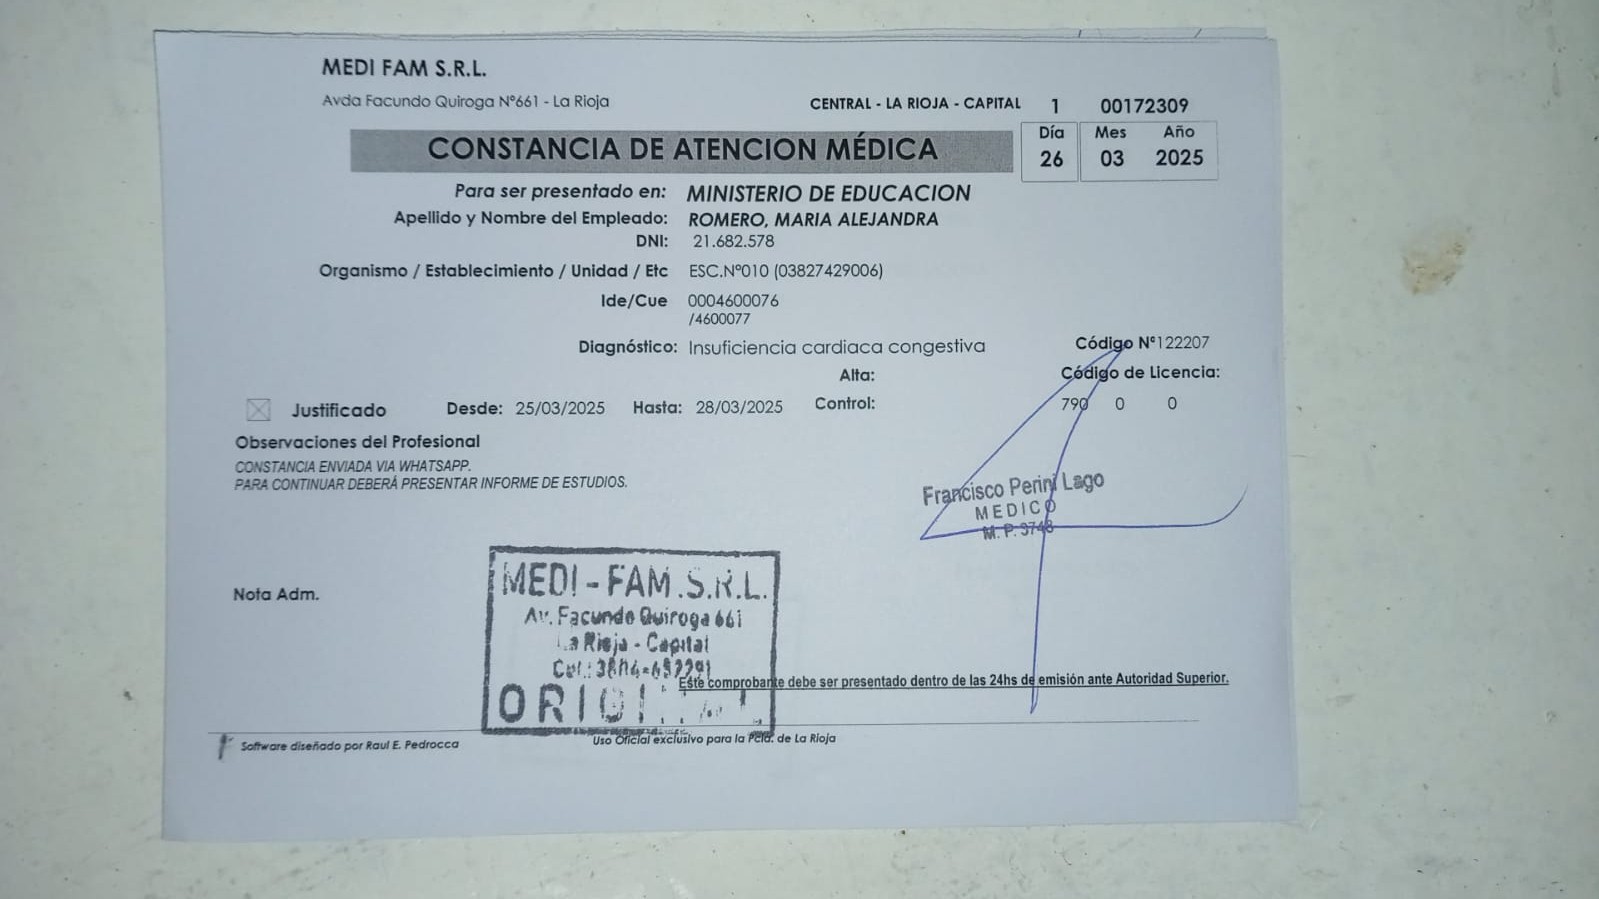 MEDI FAM S.R.L.
Avda Facundo Quiroga Nº661 - La Rioja
CENTRAL - LA RIOJA - CAPITAL 1 00172309
CONSTANCIA DE ATENCION MÉDICA
Día Mes Año
26 03 2025
Para ser presentado en: MINISTERIO DE EDUCACION
Apellido y Nombre del Empleado: ROMERO, MARIA ALEJANDRA
DNI: 21.682.578
Organismo / Establecimiento / Unidad / Etc ESC.Nº010 (03827429006)
Ide/Cue 0004600076
/4600077
Diagnóstico: Insuficiencia cardiaca congestiva Código Nº122207
Alta: Código de Licencia:
Justificado Desde: 25/03/2025 Hasta: 28/03/2025 Control: 790 0 0
Observaciones del Profesional
CONSTANCIA ENVIADA VIA WHATSAPP.
PARA CONTINUAR DEBERÁ PRESENTAR INFORME DE ESTUDIOS.
Francisco Perini Lago
MEDICO
M. P. 3748
Nota Adm.
MEDI - FAM.S.R.L.
Av. Facundo Quiroga 661
La Rioja - Capital
Este comprobante debe ser presentado dentro de las 24hs de emisión ante Autoridad Superior.
Software diseñado por Raul E. Pedrocca
Uso Oficial exclusivo para la Pcia. de La Rioja